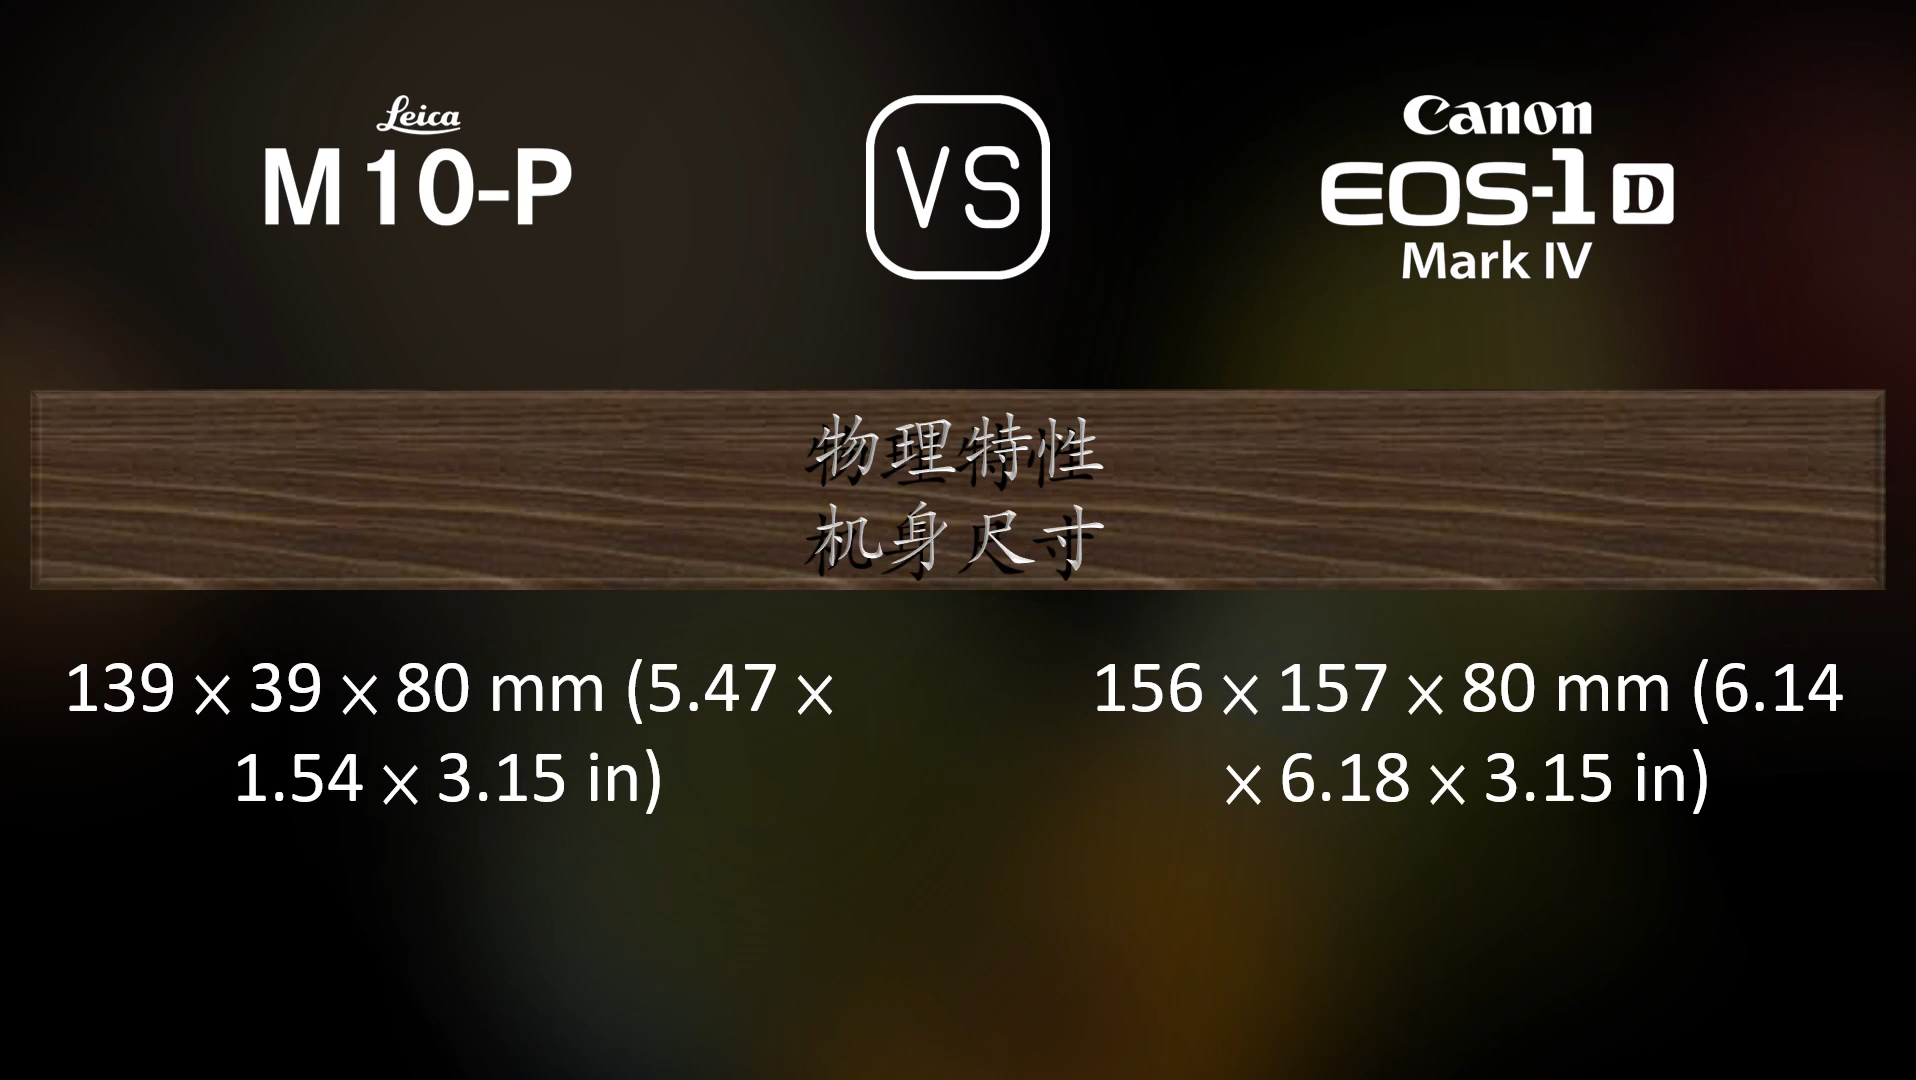 Leica
M10-P
VS
Canon
EOS-1 D
Mark IV
物理特性
机身尺寸
139 x 39 x 80 mm (5.47 x
1.54 x 3.15 in)
156 x 157 x 80 mm (6.14
x 6.18 x 3.15 in)